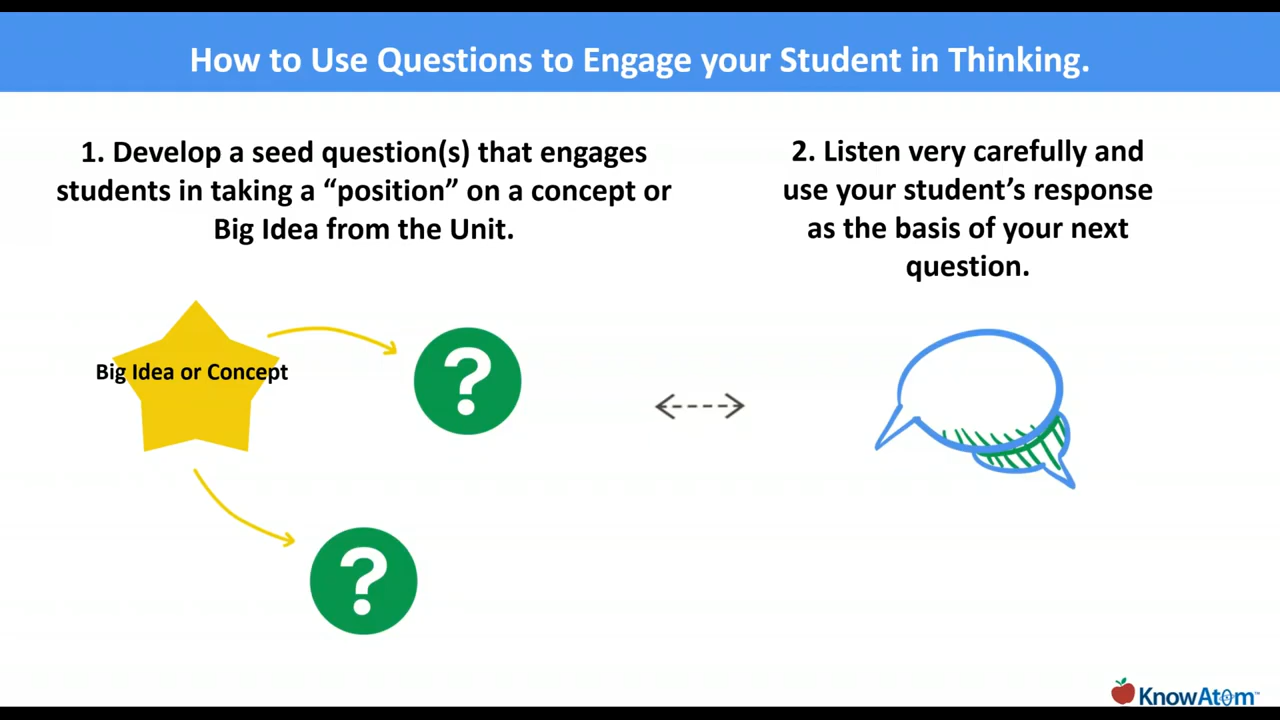 How to Use Questions to Engage your Student in Thinking.
1. Develop a seed question(s) that engages
students in taking a “position” on a concept or
Big Idea from the Unit.
2. Listen very carefully and
use your student’s response
as the basis of your next
question.
Big Idea or Concept
?
?
KnowAtom™